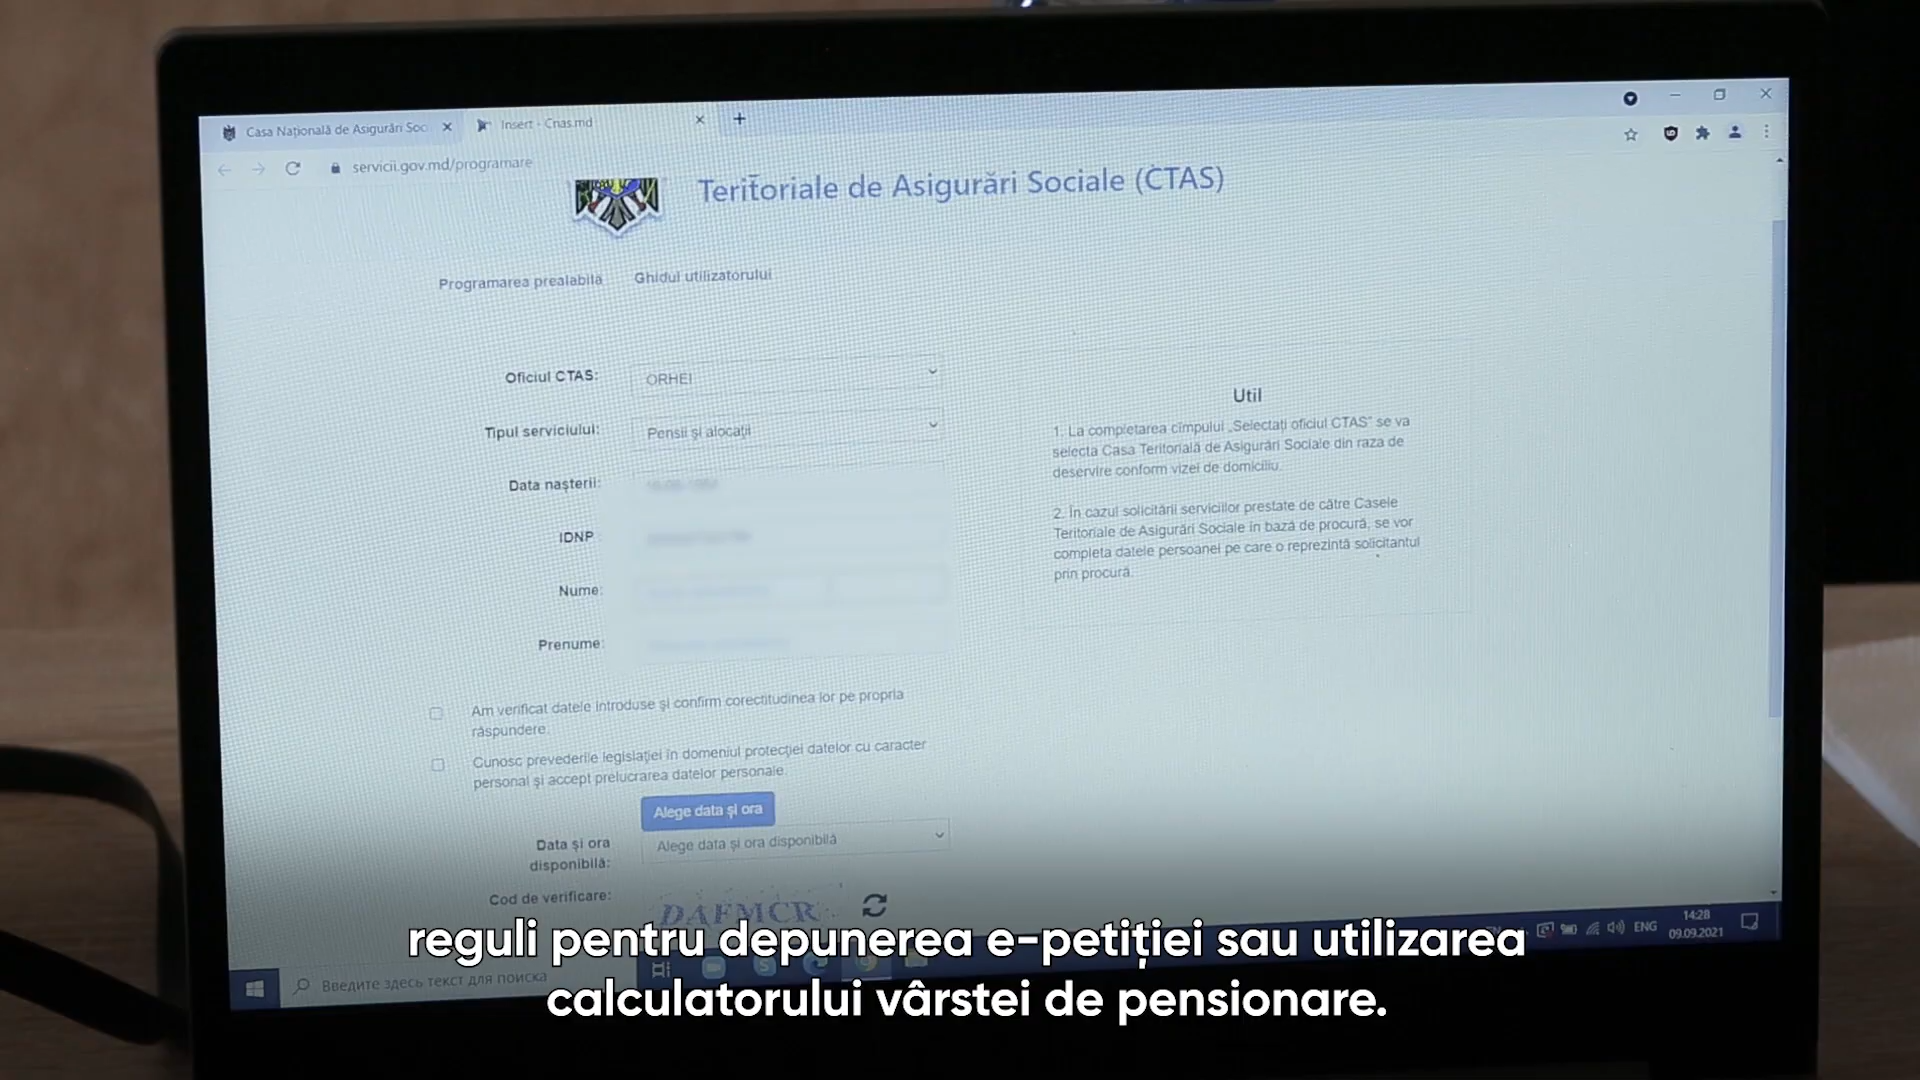 Casa Națională de Asigurări Soc
Insert - Cnas.md
servicii.gov.md/programare
Teritoriale de Asigurări Sociale (CTAS)
Programarea prealabilă
Ghidul utilizatorului
Oficiul CTAS:
ORHEI
Tipul serviciului:
Pensii și alocații
Data nașterii:
IDNP
Nume:
Prenume:
Am verificat datele introduse și confirm corectitudinea lor pe propria
răspundere.
Cunosc prevederile legislației în domeniul protecției datelor cu caracter
personal și accept prelucrarea datelor personale
Alege data și ora
Data și ora
disponibilă:
Alege data și ora disponibilă
Cod de verificare:
DAFMCR
Util
1. La completarea cîmpului „Selectați oficiul CTAS” se va
selecta Casa Teritorială de Asigurări Sociale din raza de
deservire conform vizei de domiciliu.
2. În cazul solicitării serviciilor prestate de către Casele
Teritoriale de Asigurări Sociale în bază de procură, se vor
completa datele persoanei pe care o reprezintă solicitantul
prin procură.
Введите здесь текст для поиска
ENG
14:28
09.09.2021
reguli pentru depunerea e-petiției sau utilizarea
calculatorului vârstei de pensionare.